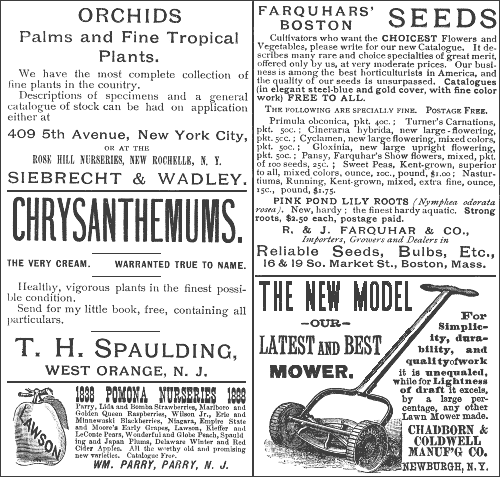 ORCHIDS
Palms and Fine Tropical
Plants.
We have the most complete collection of
fine plants in the country.
Descriptions of specimens and a general
catalogue of stock can be had on application
either at
409 5th Avenue, New York City,
OR AT THE
ROSE HILL NURSERIES, NEW ROCHELLE, N. Y.
SIEBRECHT & WADLEY.
CHRYSANTHEMUMS.
THE VERY CREAM. WARRANTED TRUE TO NAME.
Healthy, vigorous plants in the finest possi-
ble condition.
Send for my little book, free, containing all
particulars.
T. H. SPAULDING,
WEST ORANGE, N. J.
1838 POMONA NURSERIES 1888
Parry, Lida and Bomba Strawberries, Marlboro and
Golden Queen Raspberries, Wilson Jr., Erie and
Minnewaski Blackberries, Niagara, Empire State
and Moore's Early Grapes, Lawson, Kieffer and
LeConte Pears, Wonderful and Globe Peach, Spauld
ing and Japan Plums, Delaware Winter and Red
Cider Apples. All the worthy old and promising
new varieties. Catalogue Free.
WM. PARRY, PARRY, N. J.
LAWSON
FARQUHARS' BOSTON SEEDS
Cultivators who want the CHOICEST Flowers and
Vegetables, please write for our new Catalogue. It de-
scribes many rare and choice specialties of great merit,
offered only by us, at very moderate prices. Our busi-
ness is among the best horticulturists in America, and
the quality of our seeds is unsurpassed. Catalogues
(in elegant steel-blue and gold cover, with fine color
work) FREE TO ALL.
THE FOLLOWING ARE SPECIALLY FINE. POSTAGE FREE.
Primula obconica, pkt. 40c.; Turner's Carnations,
pkt. 50c.; Cineraria hybrida, new large-flowering,
pkt. 50c.; Cyclamen, new large flowering, mixed colors,
pkt. 50c.; Gloxinia, new large upright flowering,
pkt. 50c.; Pansy, Farquhar's Show flowers, mixed, pkt.
of 100 seeds, 25c.; Sweet Peas, Kent-grown, superior
to all, mixed colors, ounce, 10c., pound, $1.00; Nastur-
tiums, Running, Kent-grown, mixed, extra fine, ounce,
15c., pound, $1.75.
PINK POND LILY ROOTS (Nymphea odorata
rosea). New, hardy; the finest hardy aquatic. Strong
roots, $2.50 each, postage paid.
R. & J. FARQUHAR & CO.,
Importers, Growers and Dealers in
Reliable Seeds, Bulbs, Etc.,
16 & 19 So. Market St., Boston, Mass.
THE NEW MODEL
-OUR-
LATEST AND BEST
MOWER.
For
Simplic-
ity, dura-
bility, and
quality of work
it is unequaled,
while for Lightness
of draft it excels,
by a large per-
centage, any other
Lawn Mower made.
CHADBORN &
COLDWELL
MANUF'G CO.
NEWBURGH, N.Y.